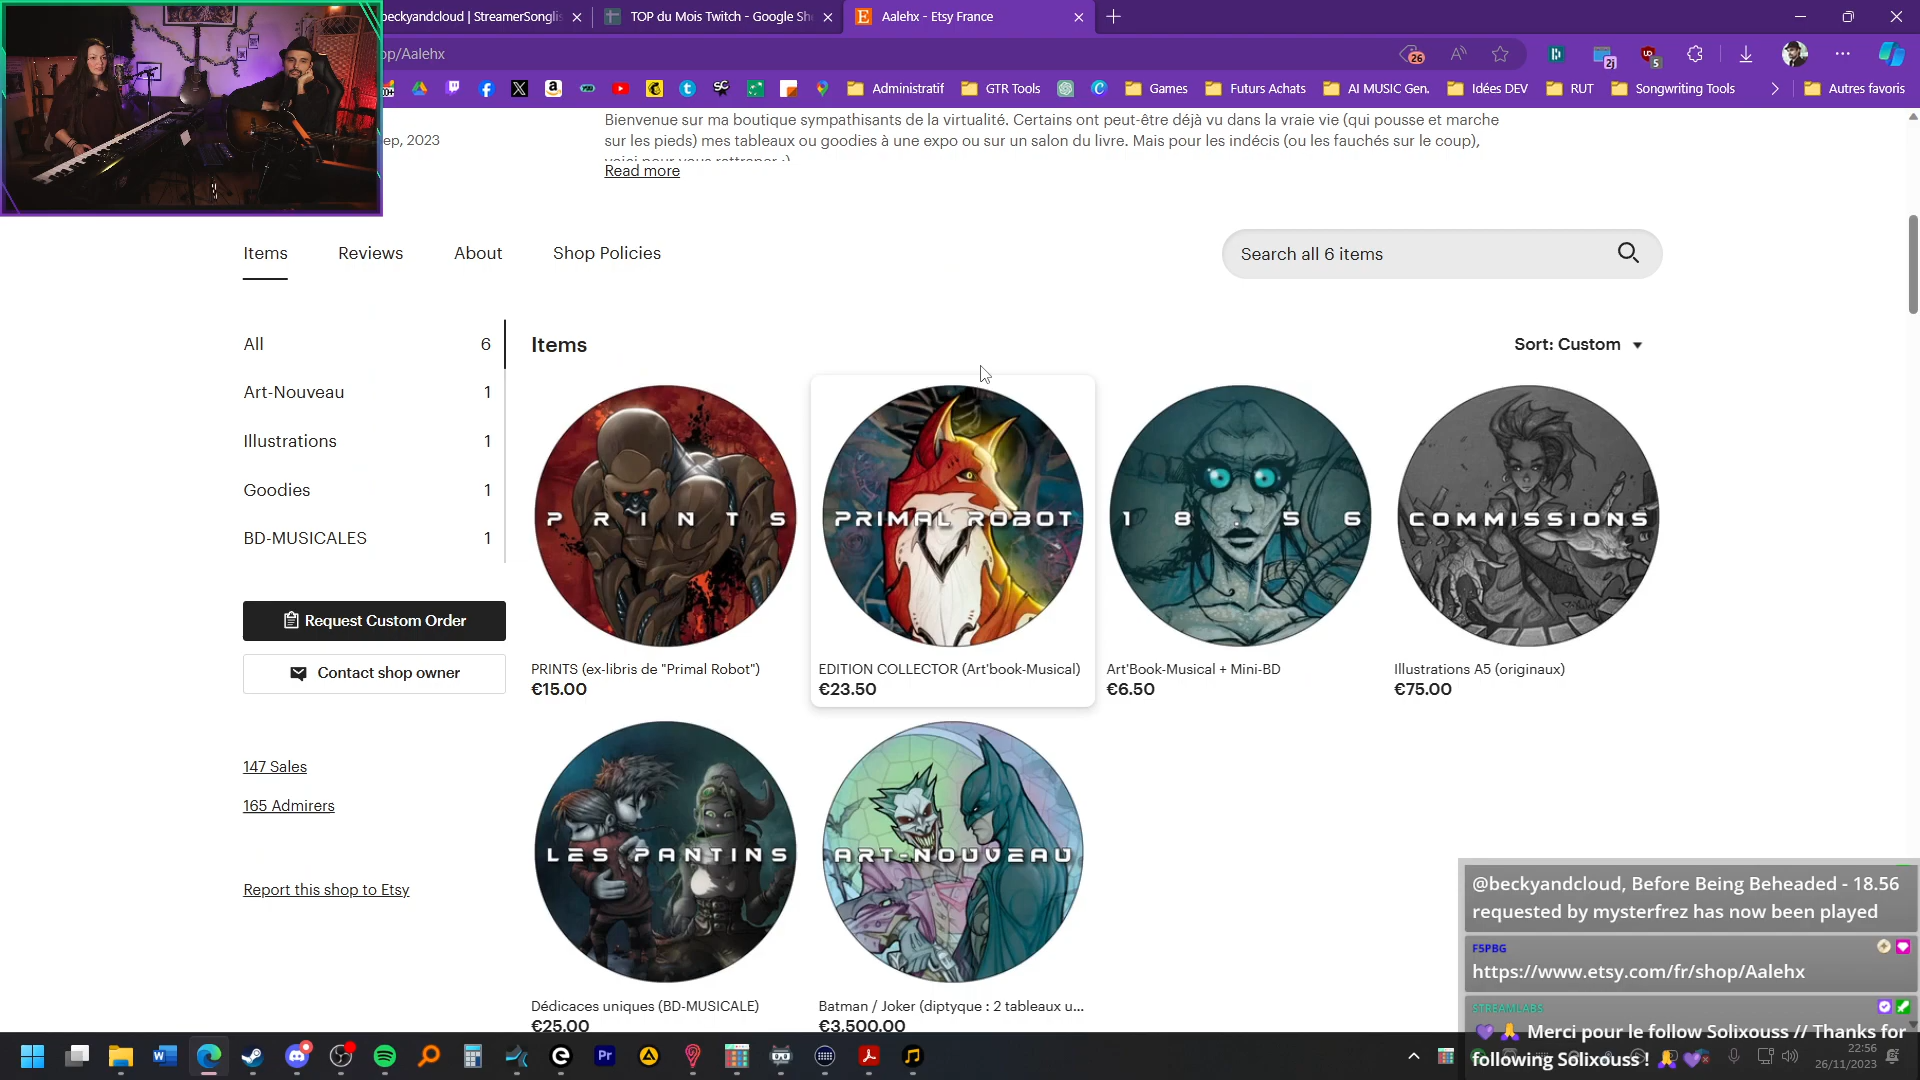 beckyandcloud | StreamerSonglis
TOP du Mois Twitch - Google Sh
Aalehx - Etsy France
op/Aalehx
26
2j
5
Administratif
GTR Tools
Games
Futurs Achats
AI MUSIC Gen.
Idées DEV
RUT
Songwriting Tools
Autres favoris
ep, 2023
Bienvenue sur ma boutique sympathisants de la virtualité. Certains ont peut-être déjà vu dans la vraie vie (qui pousse et marche
sur les pieds) mes tableaux ou goodies à une expo ou sur un salon du livre. Mais pour les indécis (ou les fauchés sur le coup),
Read more
Items
Reviews
About
Shop Policies
Search all 6 items
All 6
Art-Nouveau 1
Illustrations 1
Goodies 1
BD-MUSICALES 1
Request Custom Order
Contact shop owner
147 Sales
165 Admirers
Report this shop to Etsy
Items
Sort: Custom
PRINTS
PRINTS (ex-libris de "Primal Robot")
€15.00
PRIMAL ROBOT
EDITION COLLECTOR (Art'book-Musical)
€23.50
18.56
Art'Book-Musical + Mini-BD
€6.50
COMMISSIONS
Illustrations A5 (originaux)
€75.00
LES PANTINS
Dédicaces uniques (BD-MUSICALE)
€25.00
ART-NOUVEAU
Batman / Joker (diptyque : 2 tableaux u...
€3,500.00
@beckyandcloud, Before Being Beheaded - 18.56
requested by mysterfrez has now been played
F5PBG
https://www.etsy.com/fr/shop/Aalehx
STREAMLABS
Merci pour le follow Solixouss // Thanks for
following Solixouss !
22:56
26/11/2023